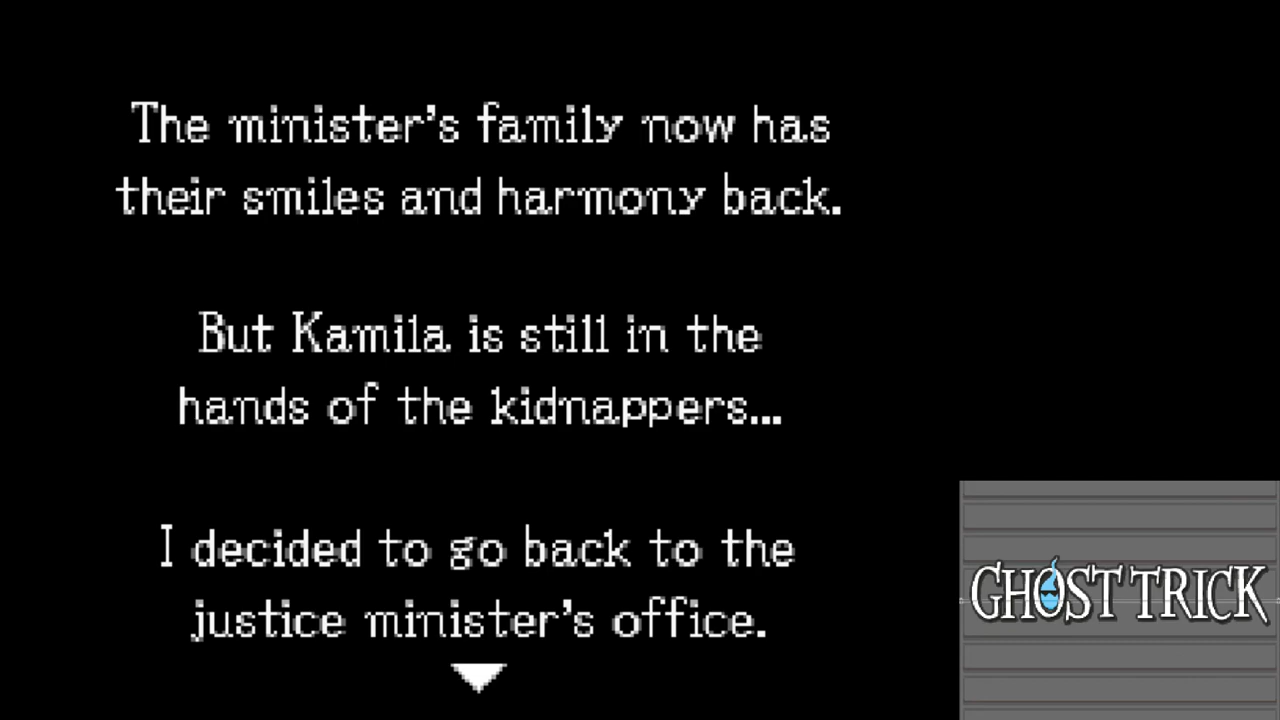 The minister's family now has
their smiles and harmony back.
But Kamila is still in the
hands of the kidnappers...
I decided to go back to the
justice minister's office.
GHOST TRICK